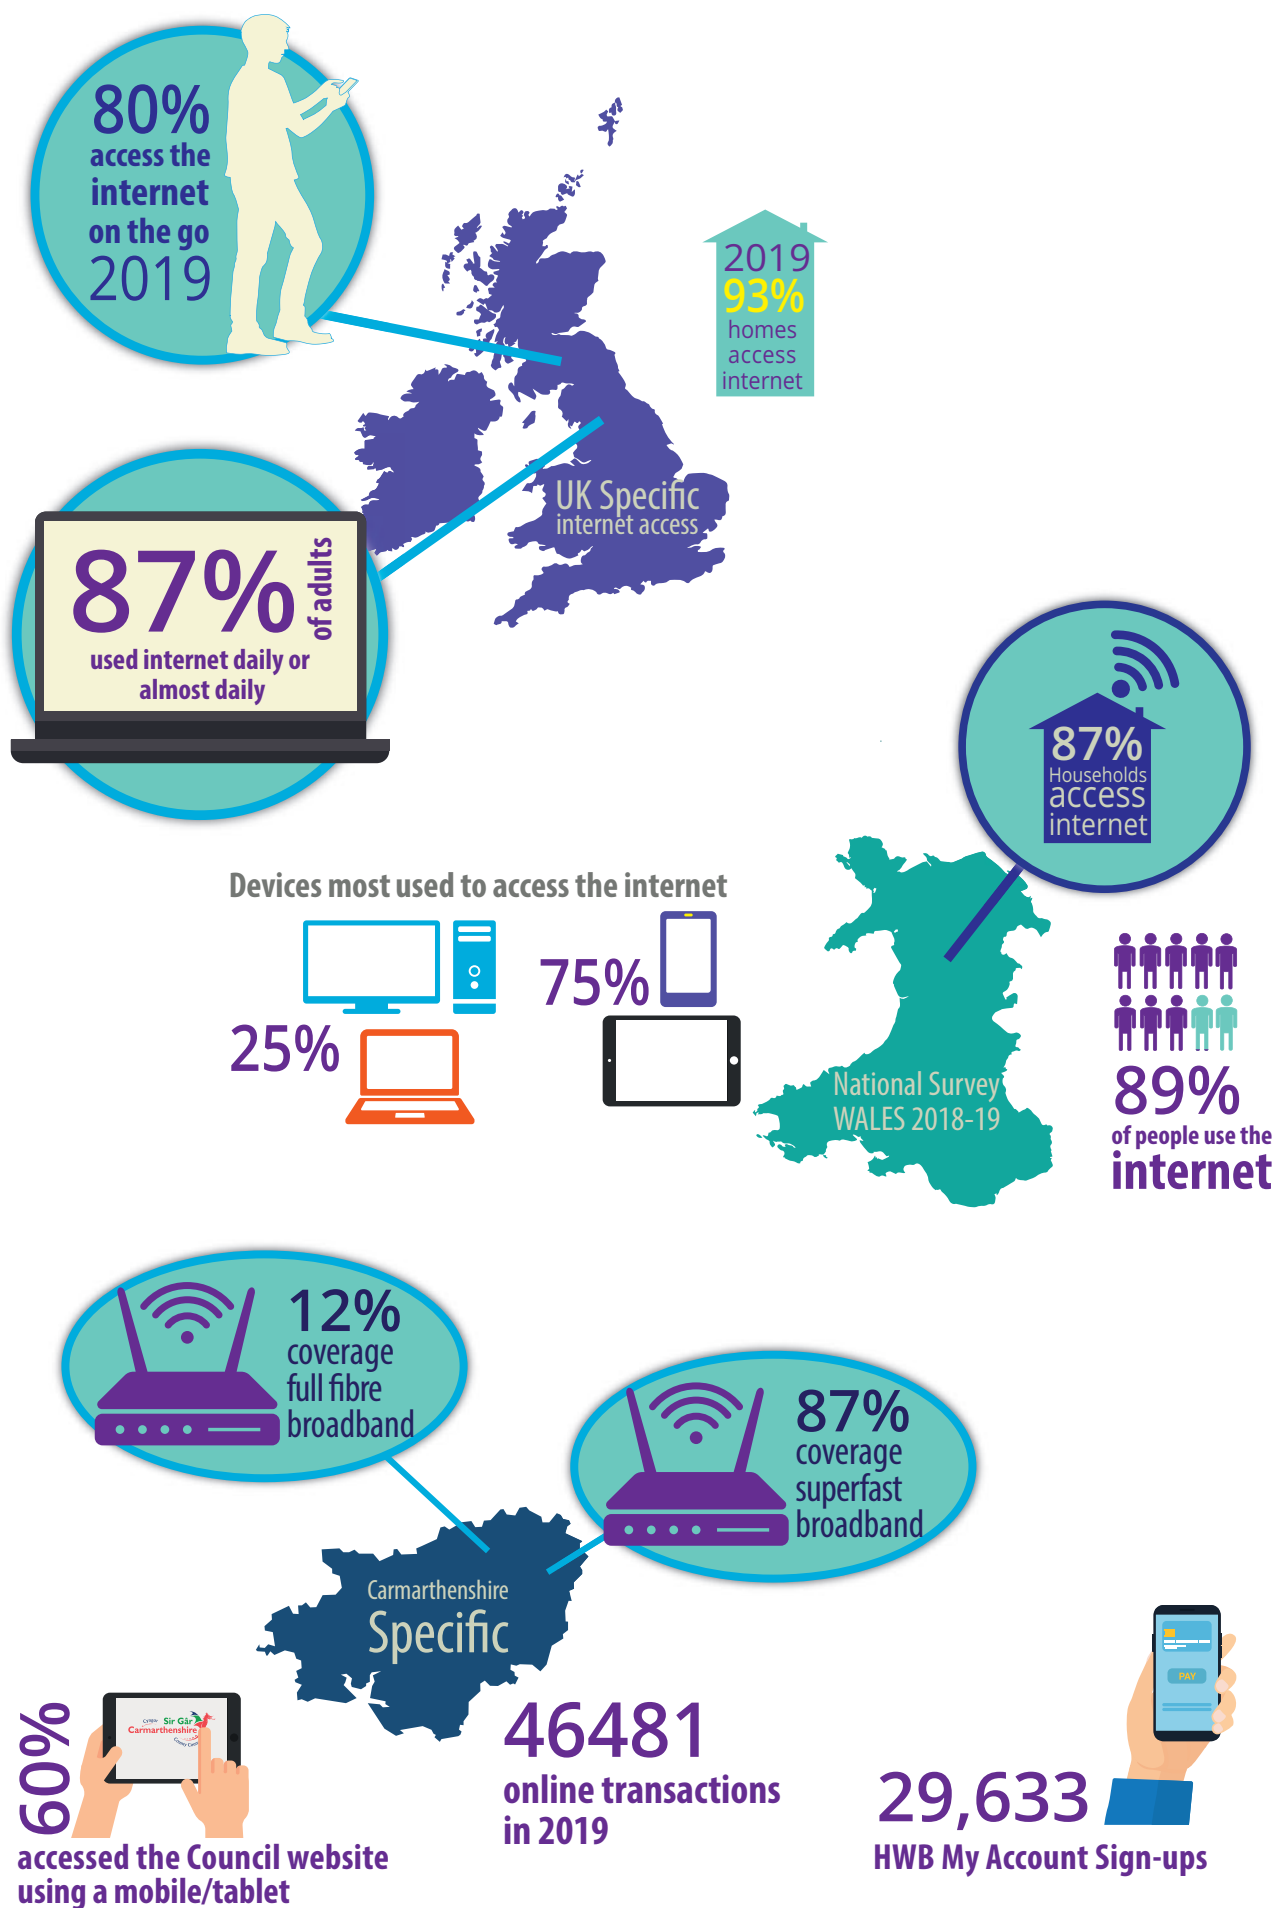 80%
access the
internet
on the go
2019
2019
93%
homes
access
internet
UK Specific
internet access
87%
of adults
used internet daily or
almost daily
87%
Households
access
internet
Devices most used to access the internet
75%
25%
National Survey
WALES 2018-19
89%
of people use the
internet
12%
coverage
full fibre
broadband
87%
coverage
superfast
broadband
Carmarthenshire
Specific
PAY
60%
Sir Gâr
Carmarthenshire
accessed the Council website
using a mobile/tablet
46481
online transactions
in 2019
29,633
HWB My Account Sign-ups